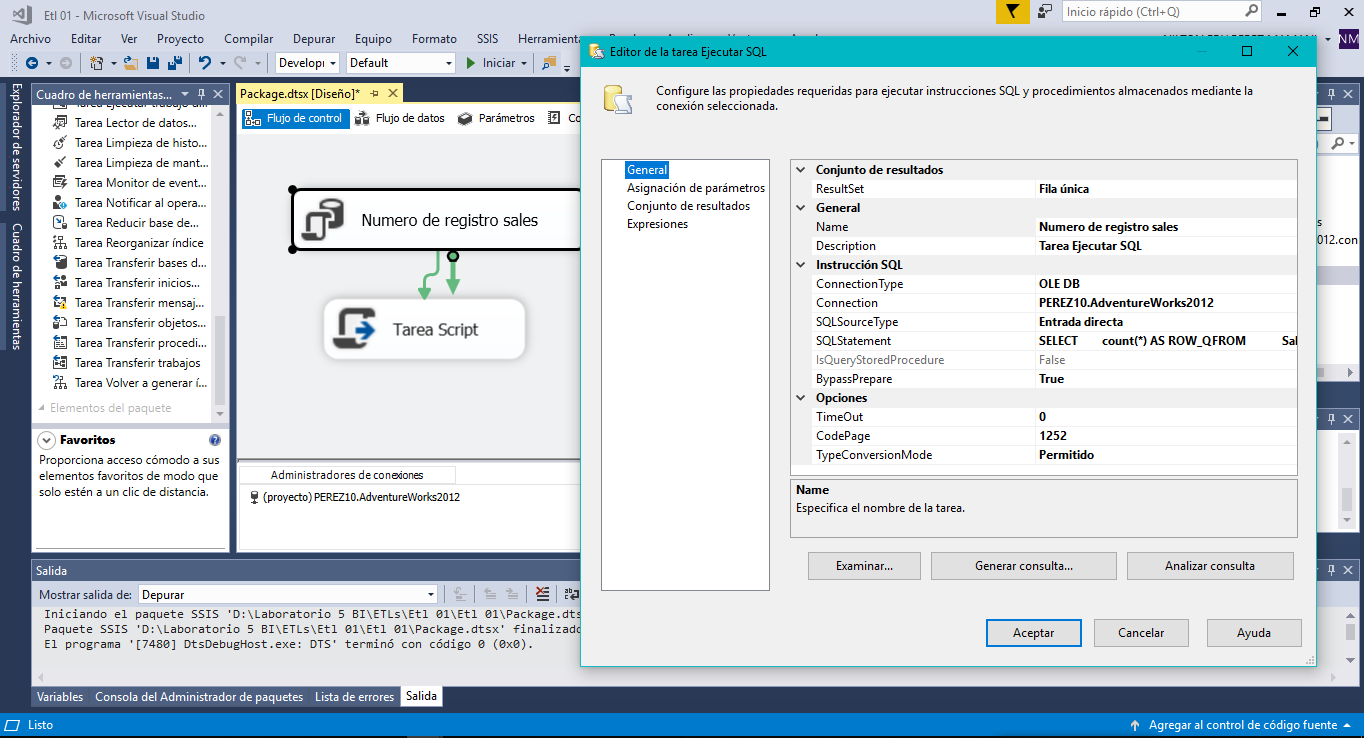 Etl 01 - Microsoft Visual Studio
Inicio rápido (Ctrl+Q)
Archivo Editar Ver Proyecto Compilar Depurar Equipo Formato SSIS Herramienta
NM
Developi Default Iniciar
Explorador de servidores
Cuadro de herramientas
Cuadro de herramientas...
Tarea Lector de datos...
Tarea Limpieza de histo...
Tarea Limpieza de mant...
Tarea Monitor de event...
Tarea Notificar al opera...
Tarea Reducir base de...
Tarea Reorganizar índice
Tarea Transferir bases d...
Tarea Transferir inicios...
Tarea Transferir mensaj...
Tarea Transferir objetos...
Tarea Transferir procedi...
Tarea Transferir trabajos
Tarea Volver a generar í...
Elementos del paquete
Favoritos
Proporciona acceso cómodo a sus
elementos favoritos de modo que
solo estén a un clic de distancia.
Package.dtsx [Diseño]*
Flujo de control Flujo de datos Parámetros Co
Numero de registro sales
Tarea Script
Administradores de conexiones
(proyecto) PEREZ10.AdventureWorks2012
Editor de la tarea Ejecutar SQL
Configure las propiedades requeridas para ejecutar instrucciones SQL y procedimientos almacenados mediante la
conexión seleccionada.
General
Asignación de parámetros
Conjunto de resultados
Expresiones
Conjunto de resultados
ResultSet Fila única
General
Name Numero de registro sales
Description Tarea Ejecutar SQL
Instrucción SQL
ConnectionType OLE DB
Connection PEREZ10.AdventureWorks2012
SQLSourceType Entrada directa
SQLStatement SELECT count(*) AS ROW_QFROM Sal
IsQueryStoredProcedure False
BypassPrepare True
Opciones
TimeOut 0
CodePage 1252
TypeConversionMode Permitido
Name
Especifica el nombre de la tarea.
Examinar... Generar consulta... Analizar consulta
Aceptar Cancelar Ayuda
s
012.con
Salida
Mostrar salida de: Depurar
Iniciando el paquete SSIS 'D:\Laboratorio 5 BI\ETLs\Etl 01\Etl 01\Package.dts
Paquete SSIS 'D:\Laboratorio 5 BI\ETLs\Etl 01\Etl 01\Package.dtsx' finalizado
El programa '[7480] DtsDebugHost.exe: DTS' terminó con código 0 (0x0).
Variables Consola del Administrador de paquetes Lista de errores Salida
Listo
Agregar al control de código fuente